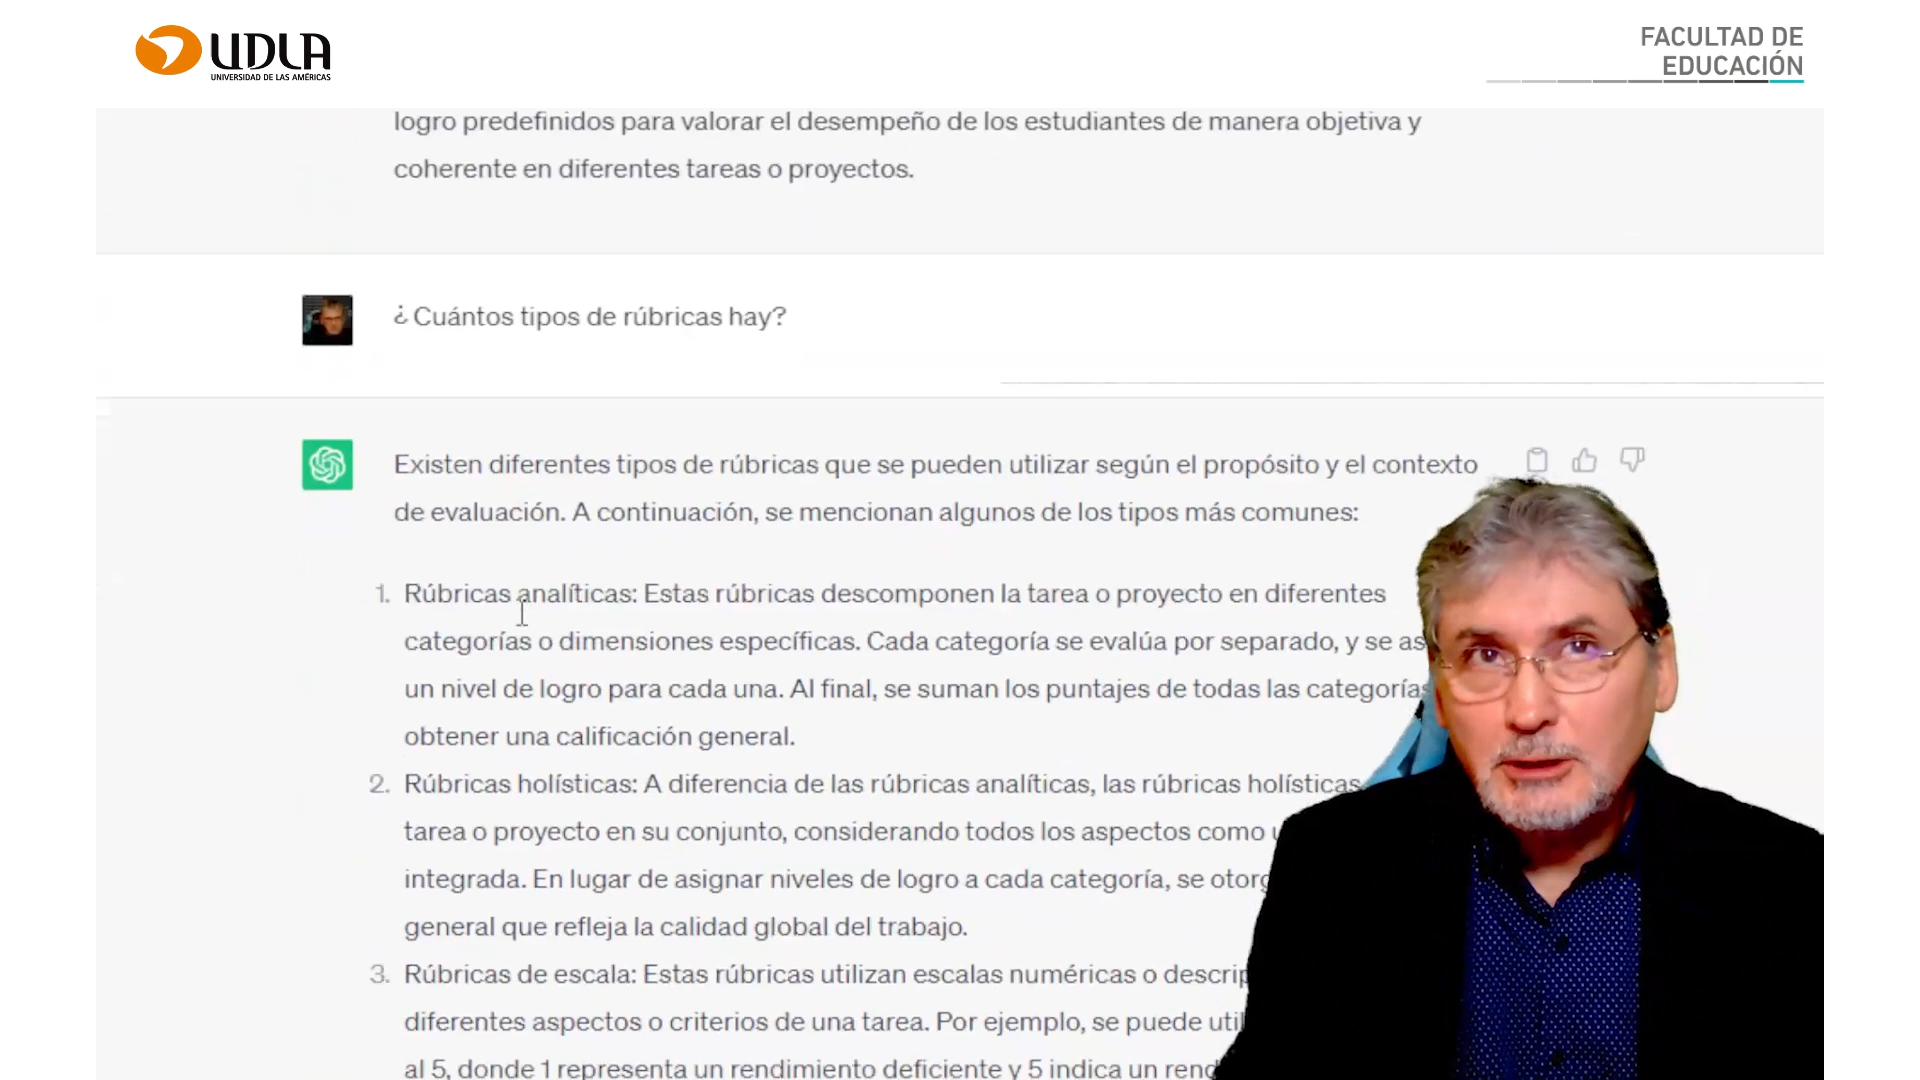 UDLA
UNIVERSIDAD DE LAS AMÉRICAS
FACULTAD DE
EDUCACIÓN
logro predefinidos para valorar el desempeño de los estudiantes de manera objetiva y
coherente en diferentes tareas o proyectos.
¿Cuántos tipos de rúbricas hay?
Existen diferentes tipos de rúbricas que se pueden utilizar según el propósito y el contexto
de evaluación. A continuación, se mencionan algunos de los tipos más comunes:
1. Rúbricas analíticas: Estas rúbricas descomponen la tarea o proyecto en diferentes
categorías o dimensiones específicas. Cada categoría se evalúa por separado, y se
un nivel de logro para cada una. Al final, se suman los puntajes de todas las categorías
obtener una calificación general.
2. Rúbricas holísticas: A diferencia de las rúbricas analíticas, las rúbricas holísticas
tarea o proyecto en su conjunto, considerando todos los aspectos como
integrada. En lugar de asignar niveles de logro a cada categoría, se
general que refleja la calidad global del trabajo.
3. Rúbricas de escala: Estas rúbricas utilizan escalas numéricas o
diferentes aspectos o criterios de una tarea. Por ejemplo, se puede
al 5, donde 1 representa un rendimiento deficiente y 5 indica un